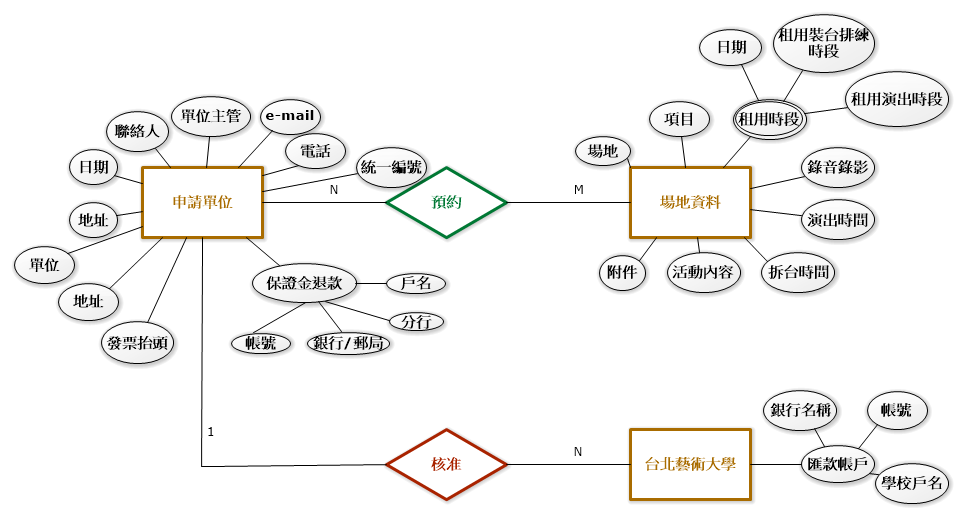 日期
租用裝台排練
時段
租用演出時段
租用時段
項目
場地
聯絡人
單位主管
e-mail
電話
統一編號
日期
申請單位
N
預約
M
場地資料
錄音錄影
演出時間
地址
單位
地址
發票抬頭
保證金退款
戶名
分行
帳號
銀行/郵局
附件
活動內容
拆台時間
1
核准
N
台北藝術大學
銀行名稱
帳號
匯款帳戶
學校戶名